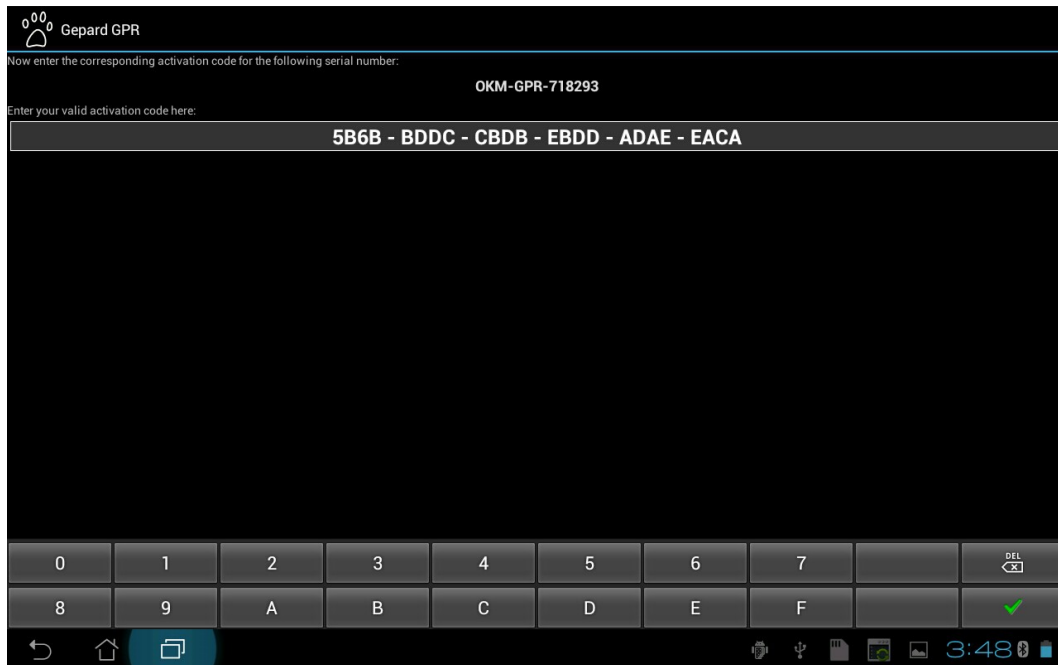 Gepard GPR
Now enter the corresponding activation code for the following serial number:
OKM-GPR-718293
Enter your valid activation code here:
5B6B - BDDC - CBDB - EBDD - ADAE - EACA
0 1 2 3 4 5 6 7 DEL
8 9 A B C D E F
3:48